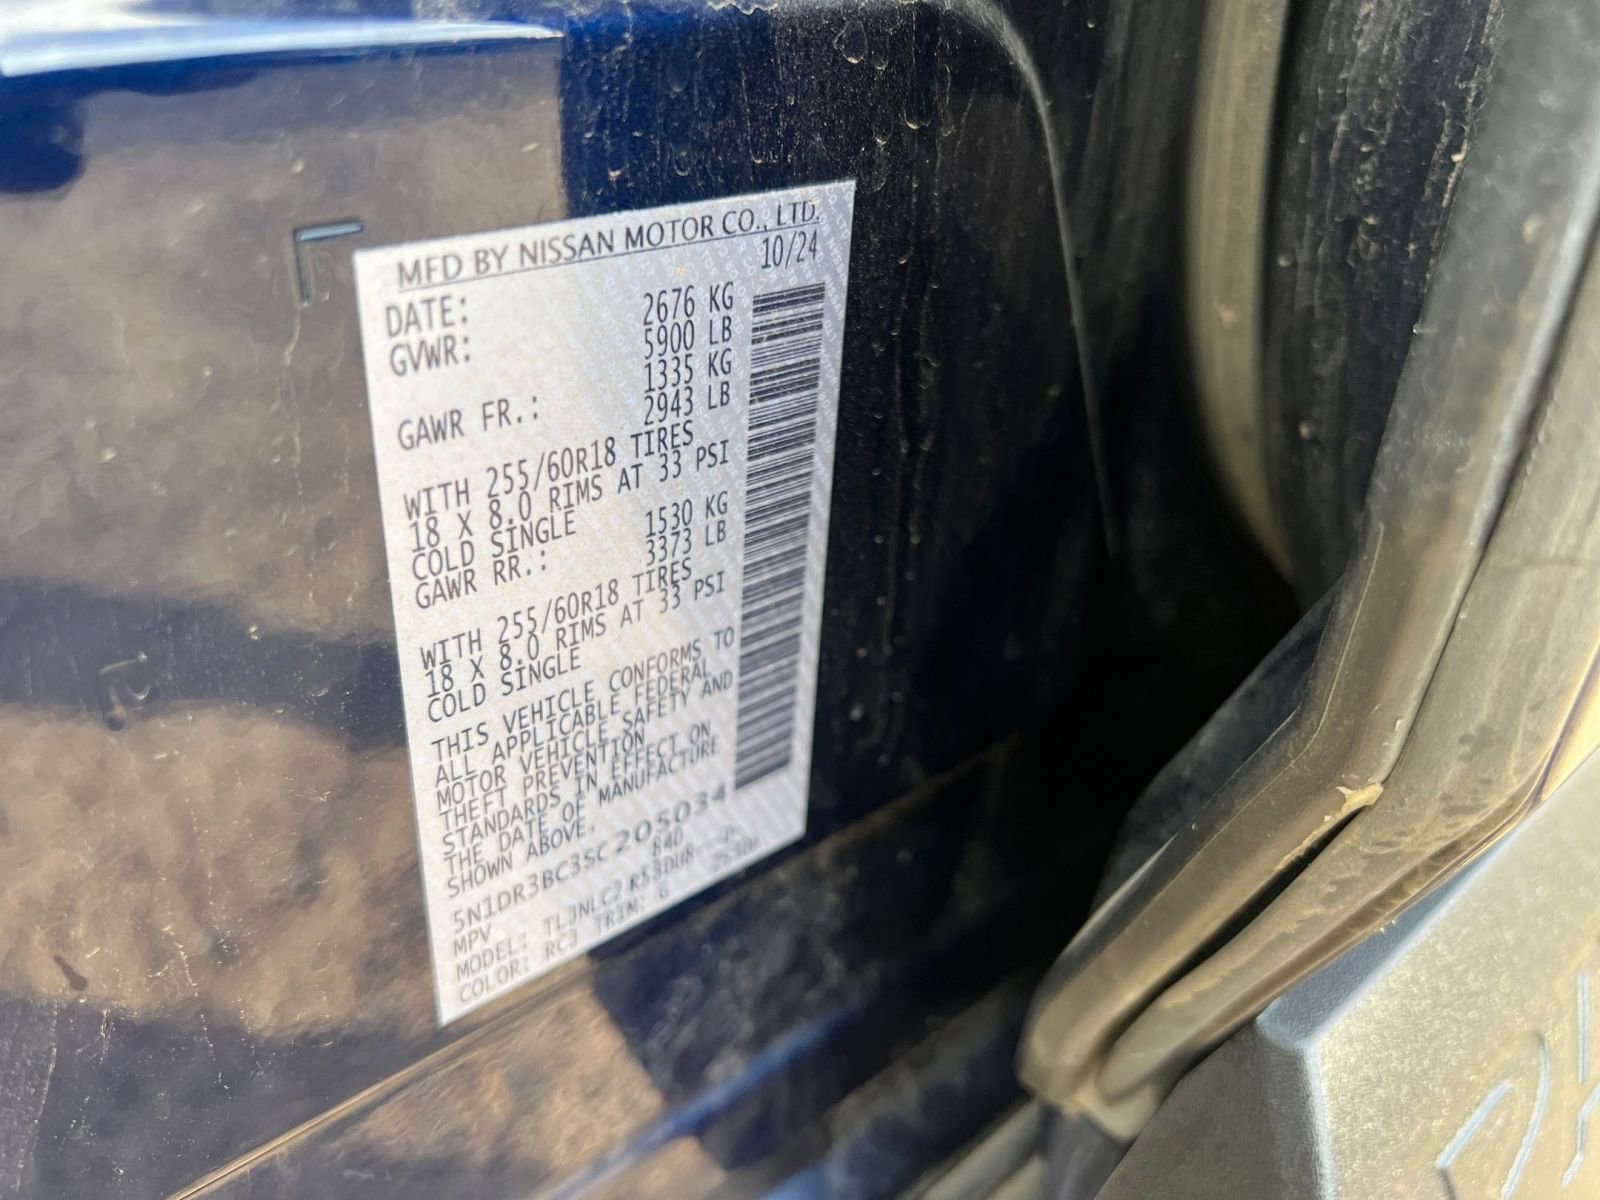 MFD BY NISSAN MOTOR CO., LTD.
DATE: 10/24
GVWR: 2676 KG
5900 LB
GAWR FR.: 1335 KG
2943 LB
WITH 255/60R18 TIRES
18 X 8.0 RIMS AT 33 PSI
COLD SINGLE
GAWR RR.: 1530 KG
3373 LB
WITH 255/60R18 TIRES
18 X 8.0 RIMS AT 33 PSI
COLD SINGLE
THIS VEHICLE CONFORMS TO
ALL APPLICABLE FEDERAL
MOTOR VEHICLE SAFETY AND
THEFT PREVENTION
STANDARDS IN EFFECT ON
THE DATE OF MANUFACTURE
SHOWN ABOVE.
5N1DR3BC3SC205034
MPV 840
MODEL:
COLOR: TRIM: G